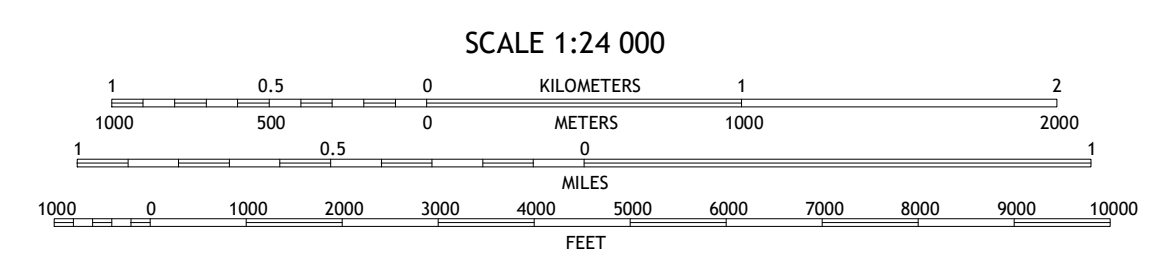 SCALE 1:24 000
1 0.5 0 KILOMETERS 1 2
1000 500 0 METERS 1000 2000
1 0.5 0 1
MILES
1000 0 1000 2000 3000 4000 5000 6000 7000 8000 9000 10000
FEET